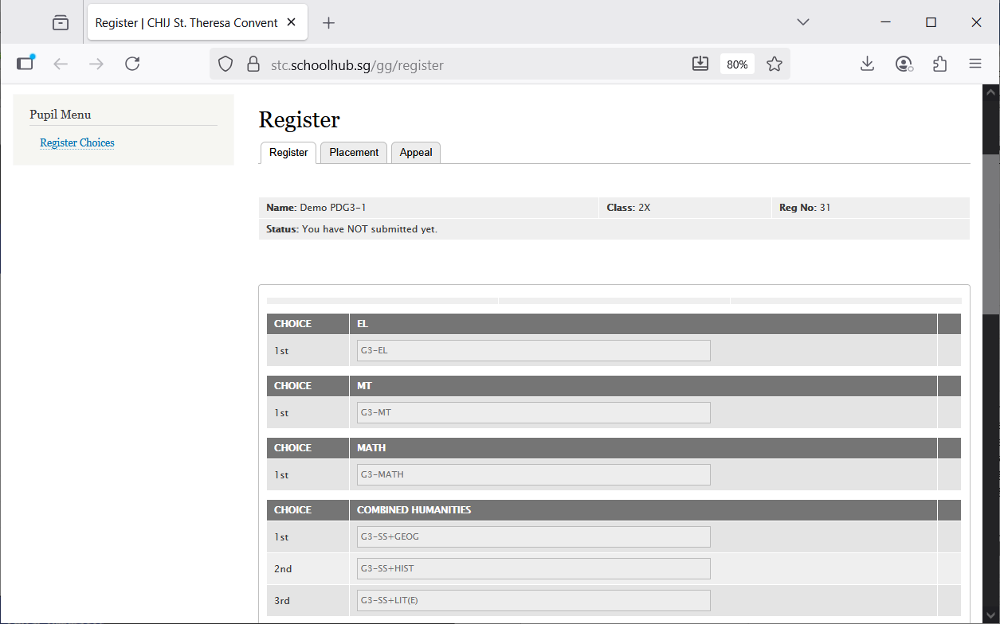 Register | CHIJ St. Theresa Convent
stc.schoolhub.sg/gg/register
80%
Pupil Menu
Register Choices
Register
Register Placement Appeal
Name: Demo PDG3-1 Class: 2X Reg No: 31
Status: You have NOT submitted yet.
CHOICE EL
1st G3-EL
CHOICE MT
1st G3-MT
CHOICE MATH
1st G3-MATH
CHOICE COMBINED HUMANITIES
1st G3-SS+GEOG
2nd G3-SS+HIST
3rd G3-SS+LIT(E)